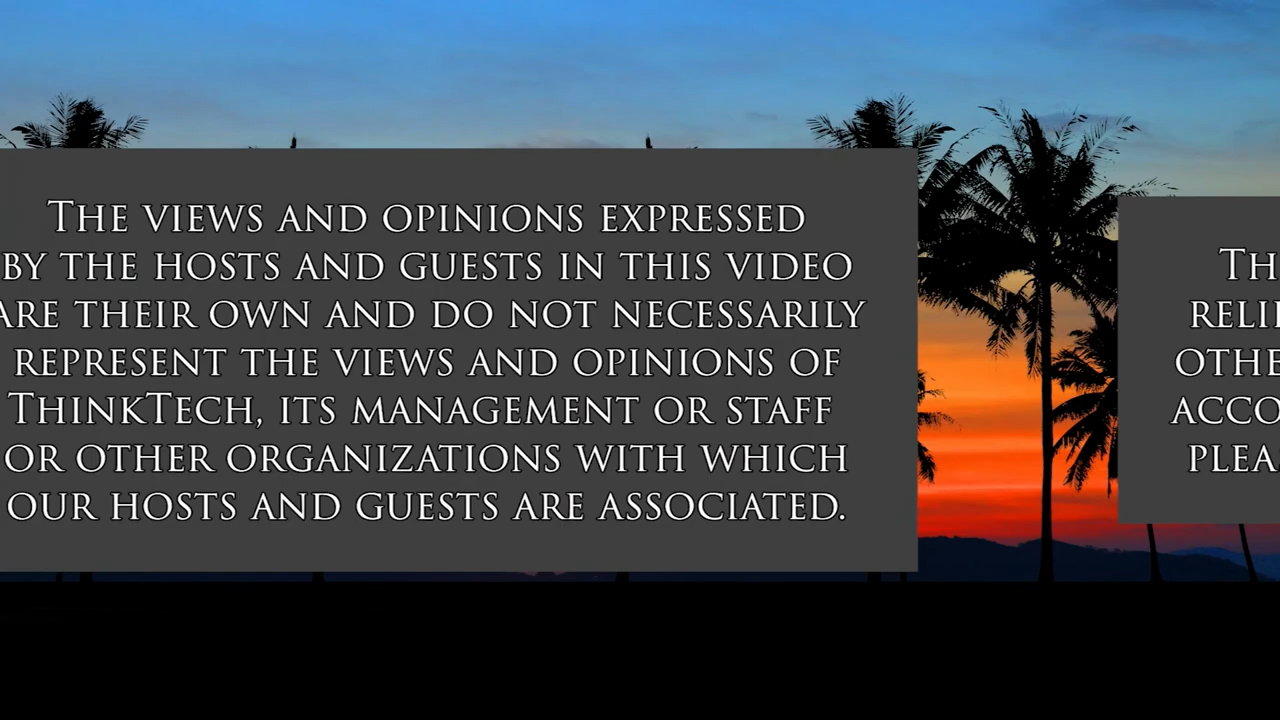 The views and opinions expressed
by the hosts and guests in this video
are their own and do not necessarily
represent the views and opinions of
ThinkTech, its management or staff
or other organizations with which
our hosts and guests are associated.